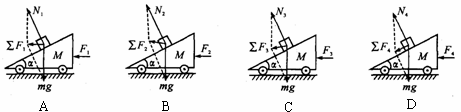 N₁ N₂ N₃ N₄
ΣF₁ M F₁ ΣF₂ M F₂ ΣF₃ M F₃ ΣF₄ M F₄
α α α α
mg mg mg mg
A B C D